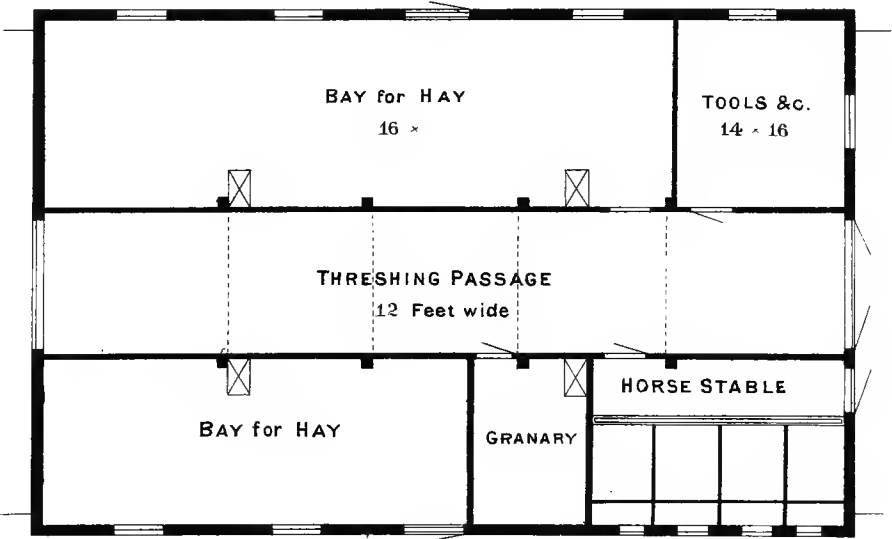 BAY for HAY
16 ×
TOOLS &c.
14 × 16
THRESHING PASSAGE
12 Feet wide
HORSE STABLE
BAY for HAY
GRANARY